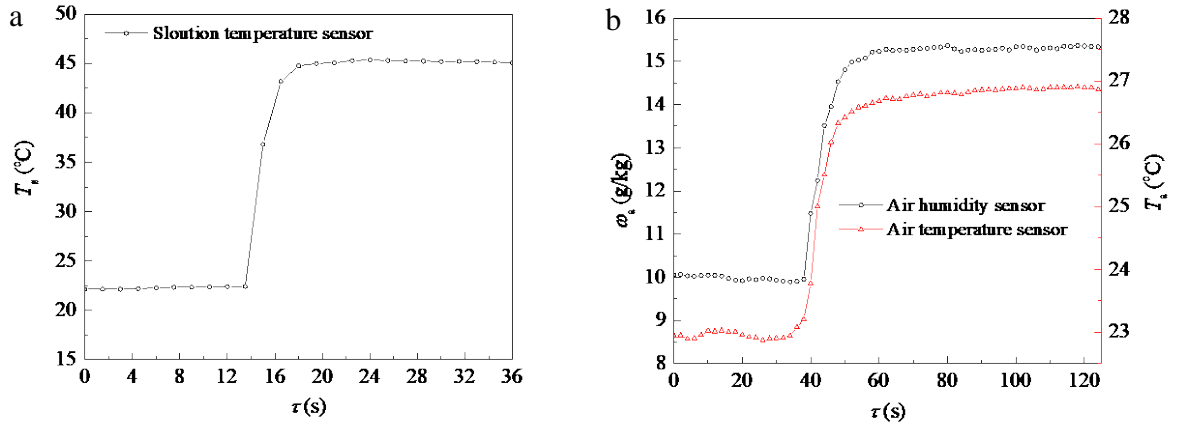 a
50
45
40
35
30
25
20
15
T_s (°C)
Sloution temperature sensor
0 4 8 12 16 20 24 28 32 36
τ (s)
b
16
15
14
13
12
11
10
9
8
ω_a (g/kg)
Air humidity sensor
Air temperature sensor
28
27
26
25
24
23
T_a (°C)
0 20 40 60 80 100 120
τ (s)